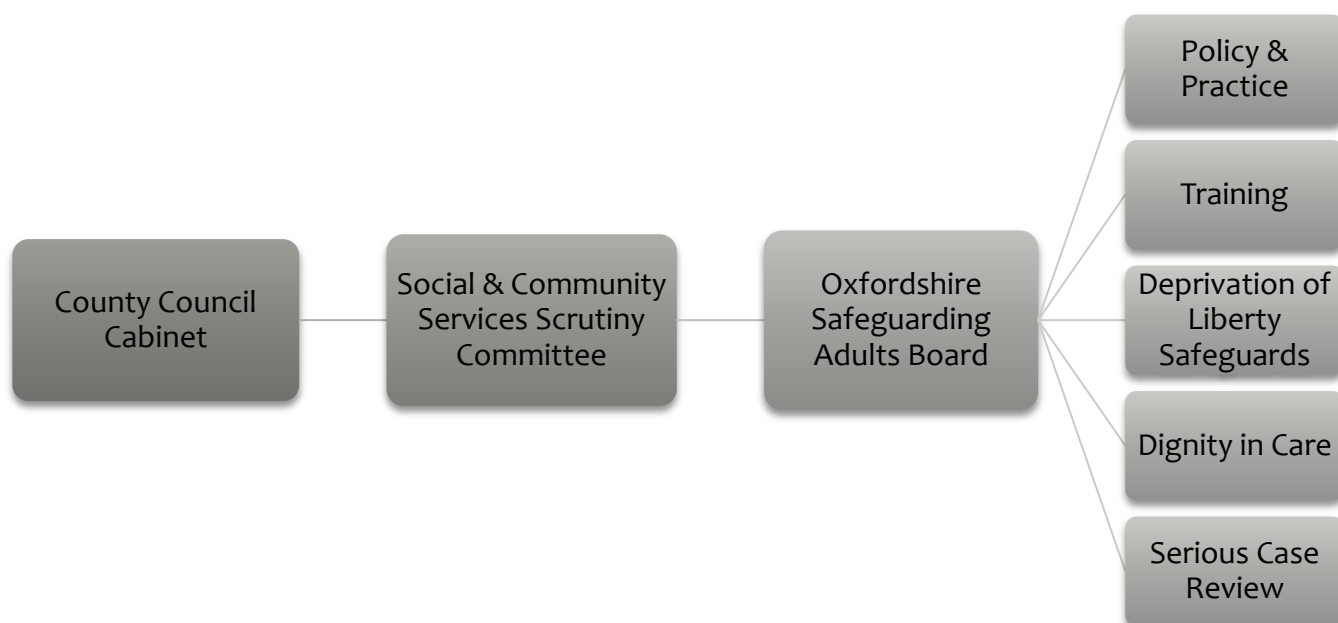 County Council
Cabinet
Social & Community
Services Scrutiny
Committee
Oxfordshire
Safeguarding
Adults Board
Policy &
Practice
Training
Deprivation of
Liberty
Safeguards
Dignity in Care
Serious Case
Review